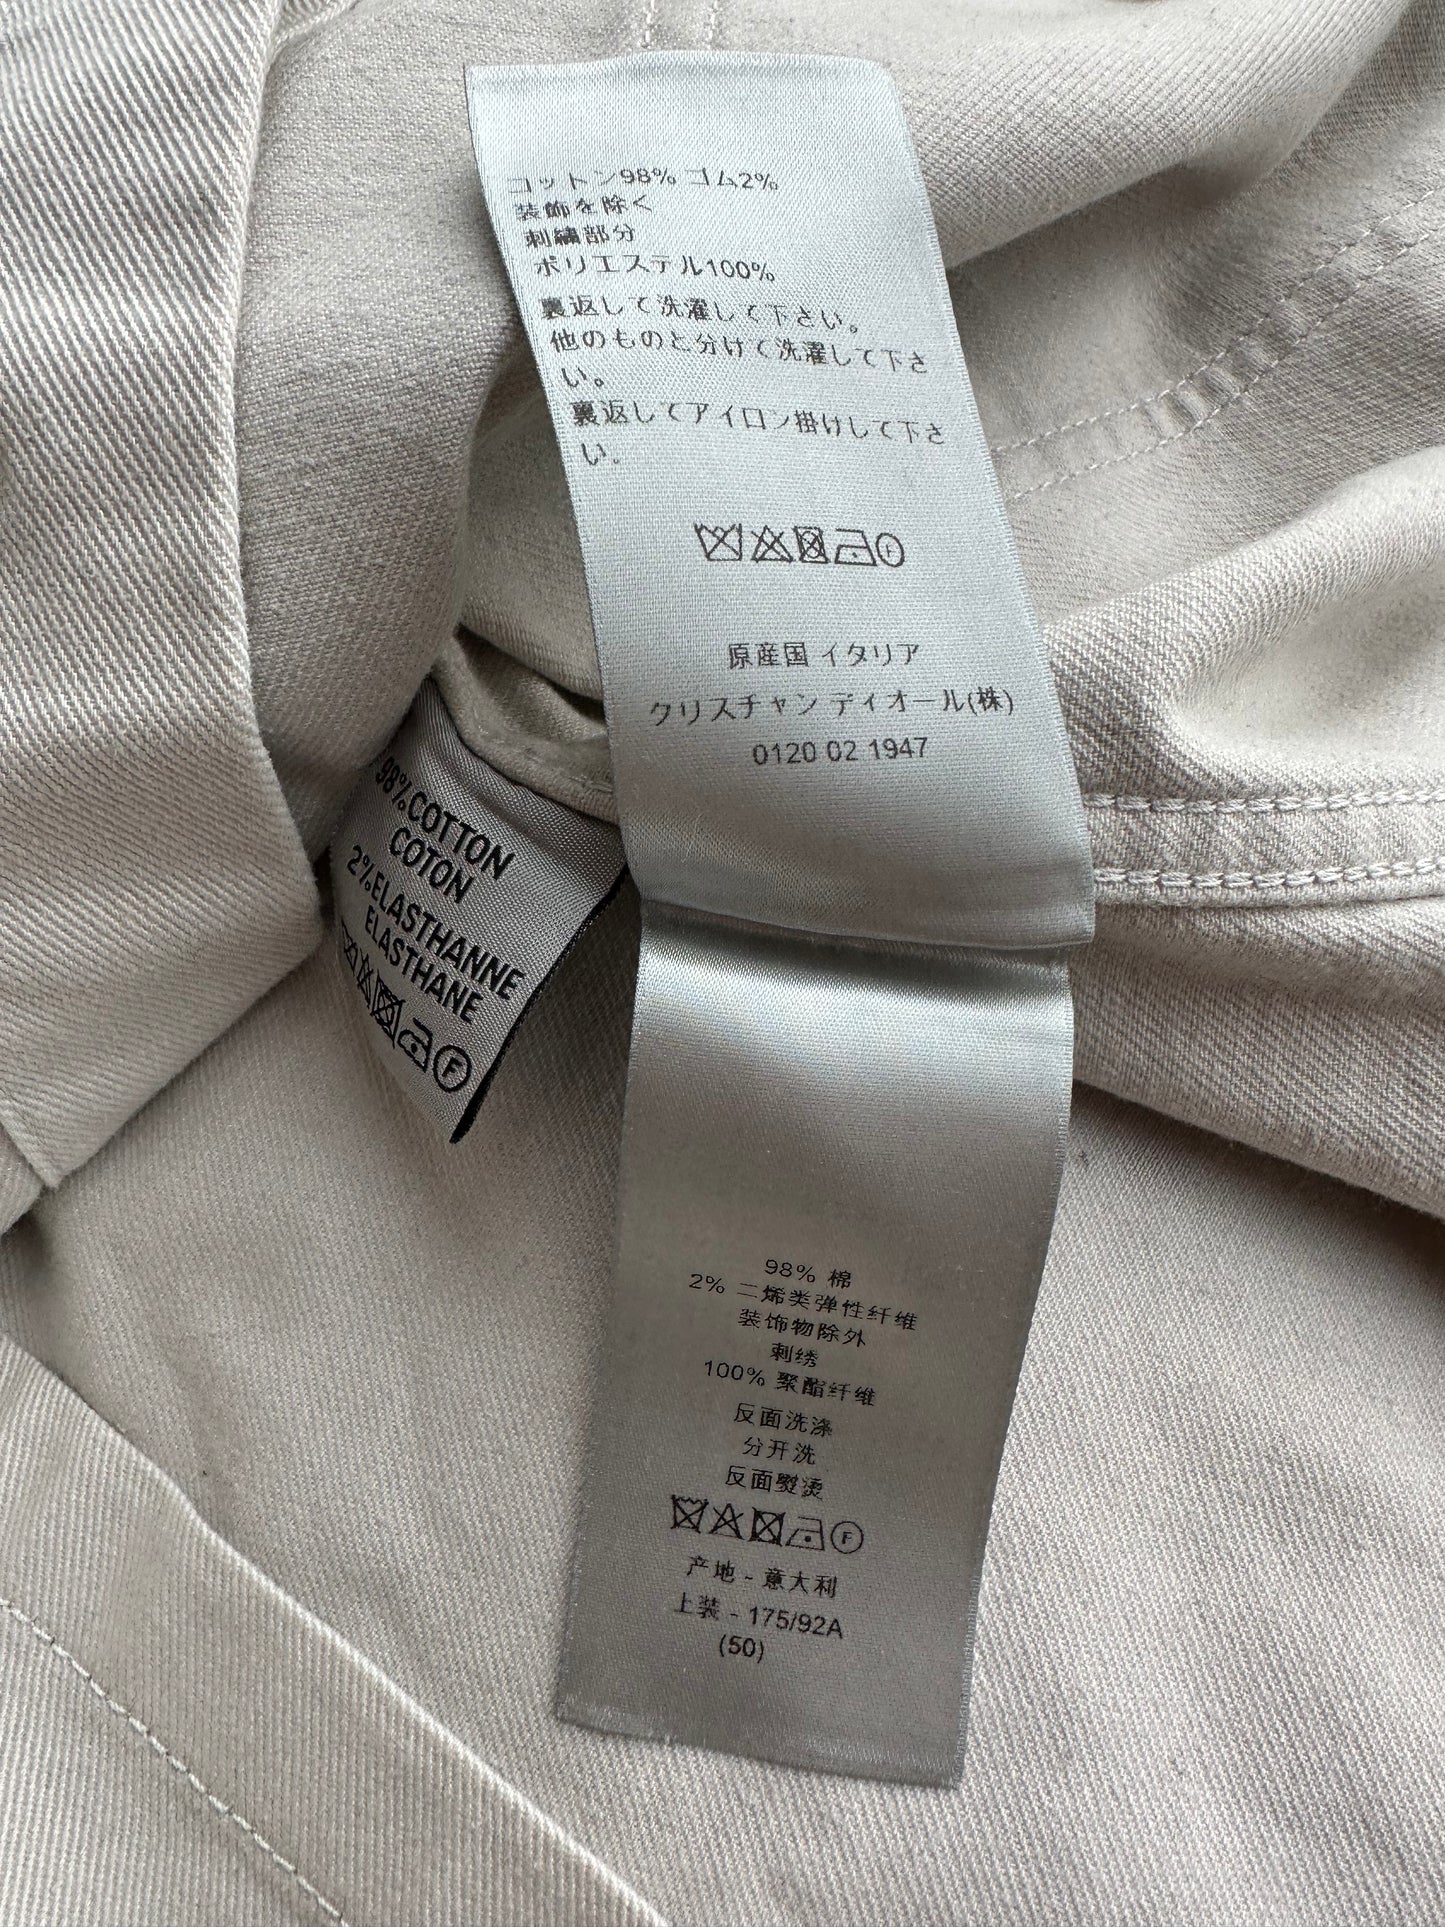 コットン98% ゴム2%
装飾を除く
刺繍部分
ポリエステル100%
裏返して洗濯して下さい。
他のものと分けて洗濯して下さ
い。
裏返してアイロン掛けして下さ
い。
原産国 イタリア
クリスチャン ディオール(株)
0120 02 1947
98% COTTON
COTON
2% ELASTHANNE
ELASTHANE
F
98% 棉
2% 二烯类弹性纤维
装饰物除外
刺绣
100% 聚酯纤维
反面洗涤
分开洗
反面熨烫
F
产地 - 意大利
上装 - 175/92A
(50)